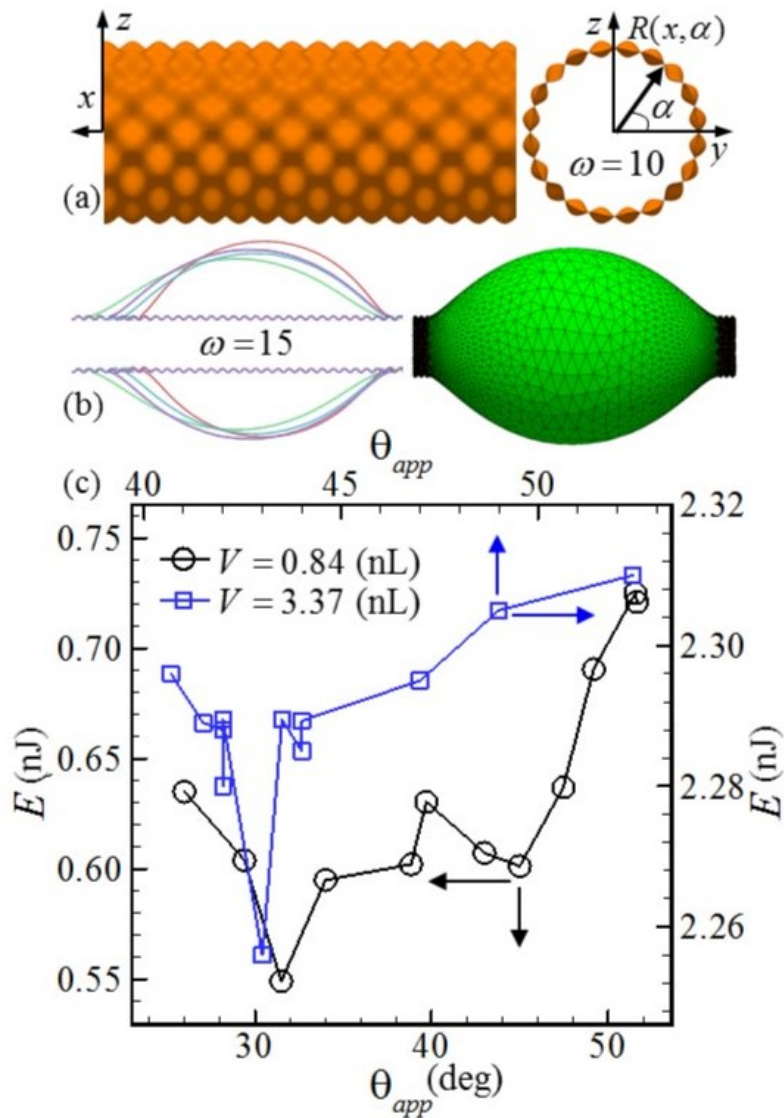 z
x
(a)
z
R(x,α)
α
y
ω = 10
ω = 15
(b)
(c)
θapp
40 45 50
0.75
0.70
0.65
0.60
0.55
E (nJ)
V = 0.84 (nL)
V = 3.37 (nL)
2.32
2.30
2.28
2.26
E (nJ)
30 40 50
θapp(deg)